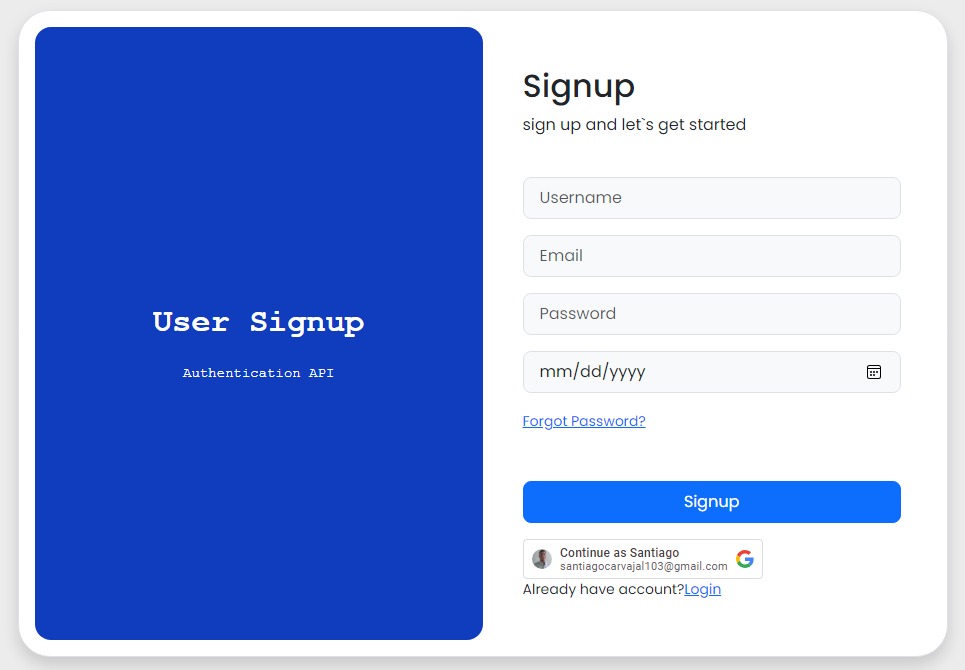 User Signup
Authentication API
Signup
sign up and let`s get started
Username
Email
Password
mm/dd/yyyy
Forgot Password?
Signup
Continue as Santiago
santiagocarvajal103@gmail.com
Already have account?Login